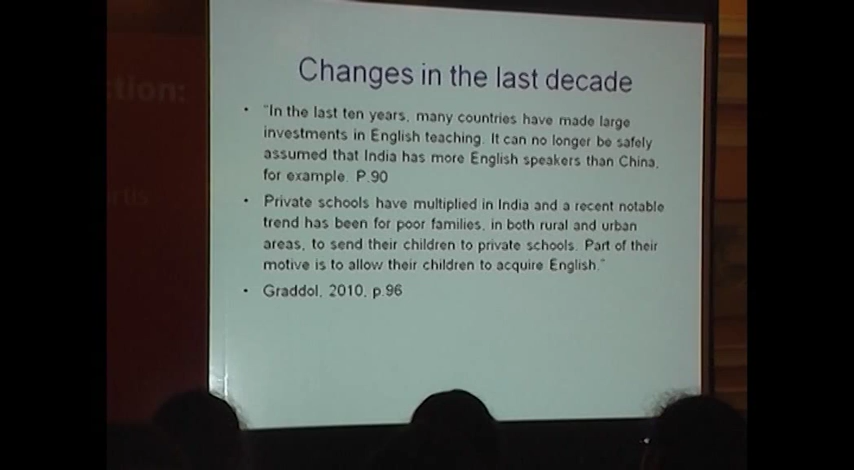 Changes in the last decade
• "In the last ten years, many countries have made large
investments in English teaching. It can no longer be safely
assumed that India has more English speakers than China,
for example. P.90
• Private schools have multiplied in India and a recent notable
trend has been for poor families, in both rural and urban
areas, to send their children to private schools. Part of their
motive is to allow their children to acquire English."
• Graddol, 2010, p.96